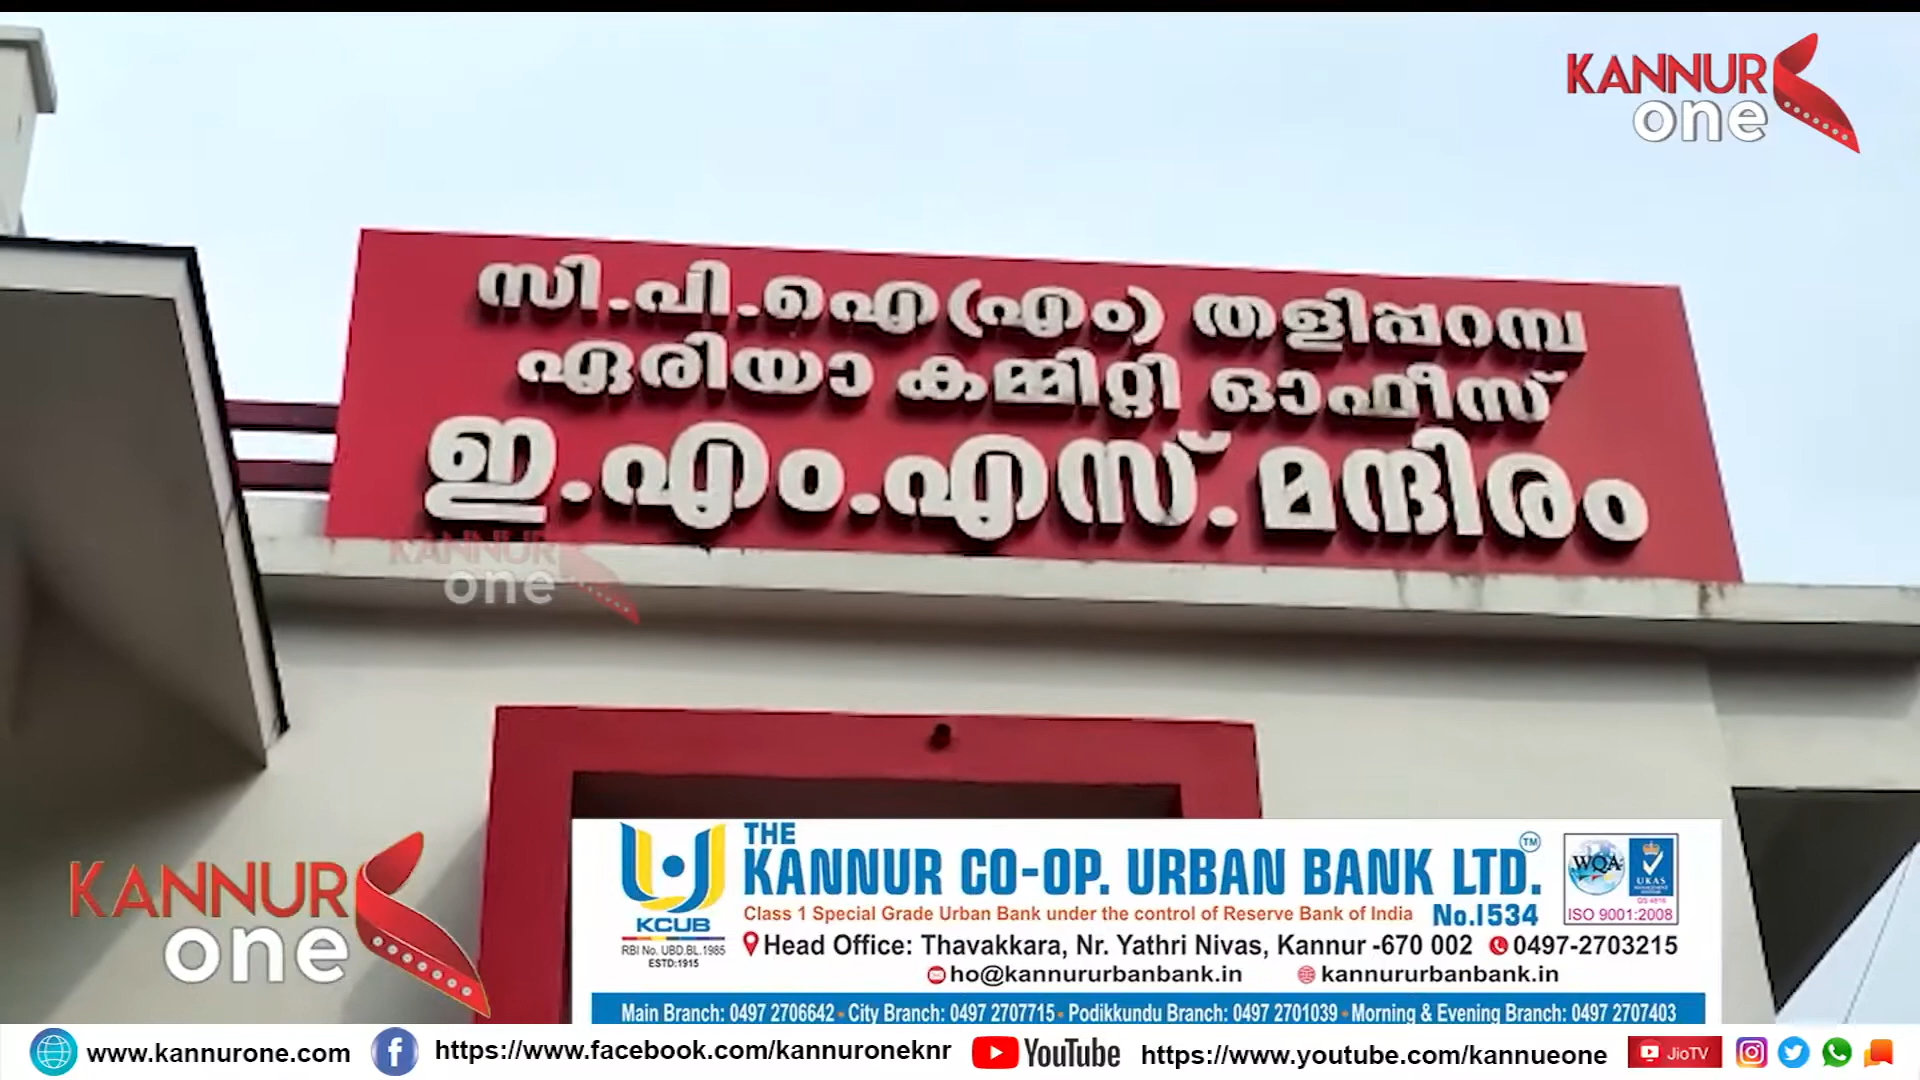 KANNUR
one
സി.പി.ഐ(എം) തളിപ്പറമ്പ
ഏരിയാ കമ്മിറ്റി ഓഫീസ്
ഇ.എം.എസ്.മന്ദിരം
KANNUR
one
KANNUR
one
KCUB
RBI No. UBD.BL.1985
ESTD:1915
THE
KANNUR CO-OP. URBAN BANK LTD.™
Class 1 Special Grade Urban Bank under the control of Reserve Bank of India No.1534
WQA UKAS
ISO 9001:2008
Head Office: Thavakkara, Nr. Yathri Nivas, Kannur -670 002 0497-2703215
ho@kannururbanbank.in kannururbanbank.in
Main Branch: 0497 2706642 • City Branch: 0497 2707715 • Podikkundu Branch: 0497 2701039 • Morning & Evening Branch: 0497 2707403
www.kannurone.com https://www.facebook.com/kannuroneknr YouTube https://www.youtube.com/kannueone JioTV